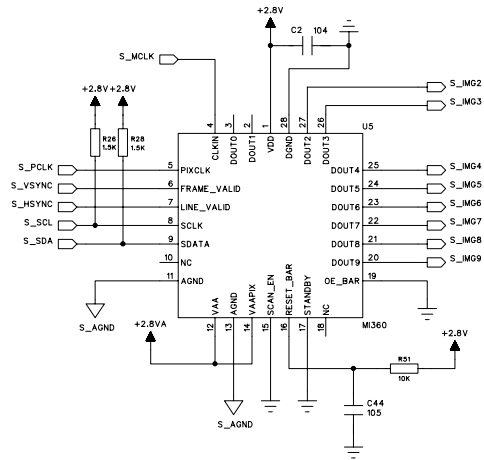 +2.8V
C2 104
S_MCLK
S_IMG2
+2.8V +2.8V
S_IMG3
4 3 2 1 28 27 26
U5
R26
1.5K
R28
1.5K
CLKIN
DOUT0
DOUT1
VDD
DGND
DOUT2
DOUT3
S_PCLK 5 PIXCLK DOUT4 25 S_IMG4
S_VSYNC 6 FRAME_VALID DOUT5 24 S_IMG5
S_HSYNC 7 LINE_VALID DOUT6 23 S_IMG6
S_SCL 8 SCLK DOUT7 22 S_IMG7
S_SDA 9 SDATA DOUT8 21 S_IMG8
10 NC DOUT9 20 S_IMG9
11 AGND OE_BAR 19
VAA
AGND
VAAPIX
SCAN_EN
RESET_BAR
STANDBY
NC
S_AGND
MI360
12 13 14 15 16 17 18
+2.8VA
+2.8V
R51
10K
C44
105
S_AGND